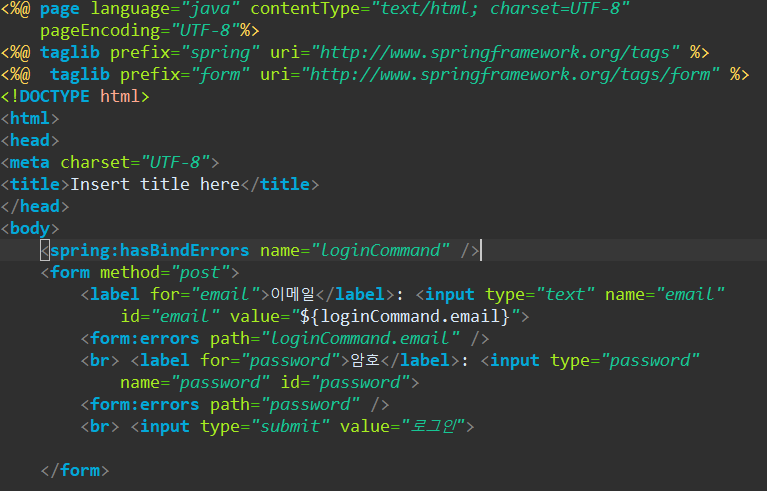 <%@ page language="java" contentType="text/html; charset=UTF-8"
pageEncoding="UTF-8"%>
<%@ taglib prefix="spring" uri="http://www.springframework.org/tags" %>
<%@  taglib prefix="form" uri="http://www.springframework.org/tags/form" %>
<!DOCTYPE html>
<html>
<head>
<meta charset="UTF-8">
<title>Insert title here</title>
</head>
<body>
<spring:hasBindErrors name="loginCommand" />
<form method="post">
<label for="email">이메일</label>: <input type="text" name="email"
id="email" value="${loginCommand.email}">
<form:errors path="loginCommand.email" />
<br> <label for="password">암호</label>: <input type="password"
name="password" id="password">
<form:errors path="password" />
<br> <input type="submit" value="로그인">
</form>